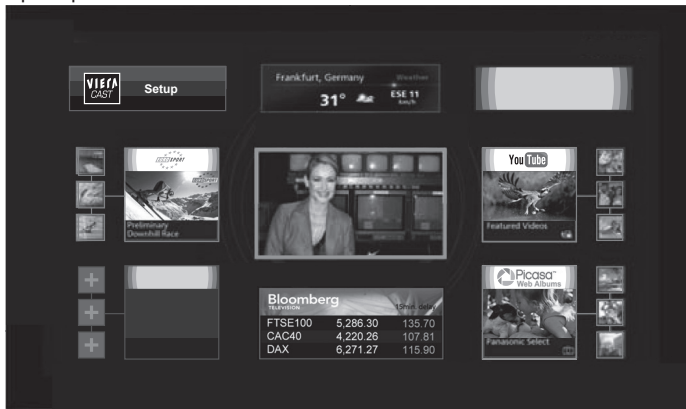 VIERA
CAST
Setup
Frankfurt, Germany
Weather
31°
ESE 11
km/h
EUROSPORT
Preliminary
Downhill Race
You Tube
Featured Videos
Bloomberg
TELEVISION
15min. delay
FTSE100 5,286.30 135.70
CAC40 4,220.26 107.81
DAX 6,271.27 115.90
Picasa™
Web Albums
Panasonic Select